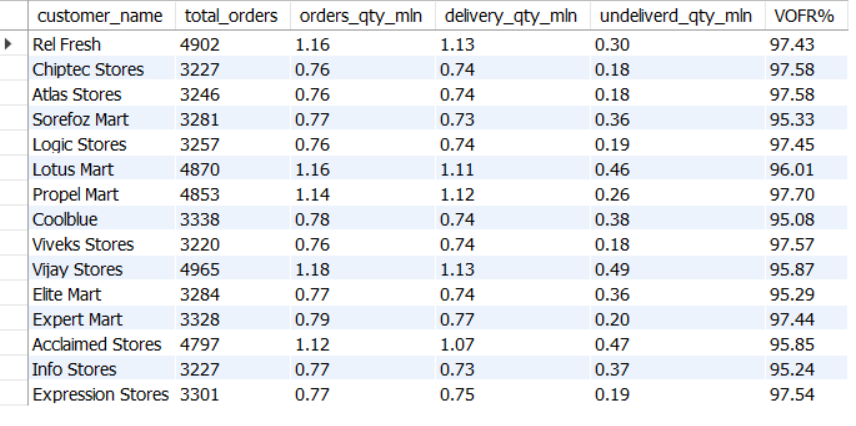 customer_name total_orders orders_qty_mln delivery_qty_mln undeliverd_qty_mln VOFR%
Rel Fresh 4902 1.16 1.13 0.30 97.43
Chiptec Stores 3227 0.76 0.74 0.18 97.58
Atlas Stores 3246 0.76 0.74 0.18 97.58
Sorefoz Mart 3281 0.77 0.73 0.36 95.33
Logic Stores 3257 0.76 0.74 0.19 97.45
Lotus Mart 4870 1.16 1.11 0.46 96.01
Propel Mart 4853 1.14 1.12 0.26 97.70
Coolblue 3338 0.78 0.74 0.38 95.08
Viveks Stores 3220 0.76 0.74 0.18 97.57
Vijay Stores 4965 1.18 1.13 0.49 95.87
Elite Mart 3284 0.77 0.74 0.36 95.29
Expert Mart 3328 0.79 0.77 0.20 97.44
Acclaimed Stores 4797 1.12 1.07 0.47 95.85
Info Stores 3227 0.77 0.73 0.37 95.24
Expression Stores 3301 0.77 0.75 0.19 97.54